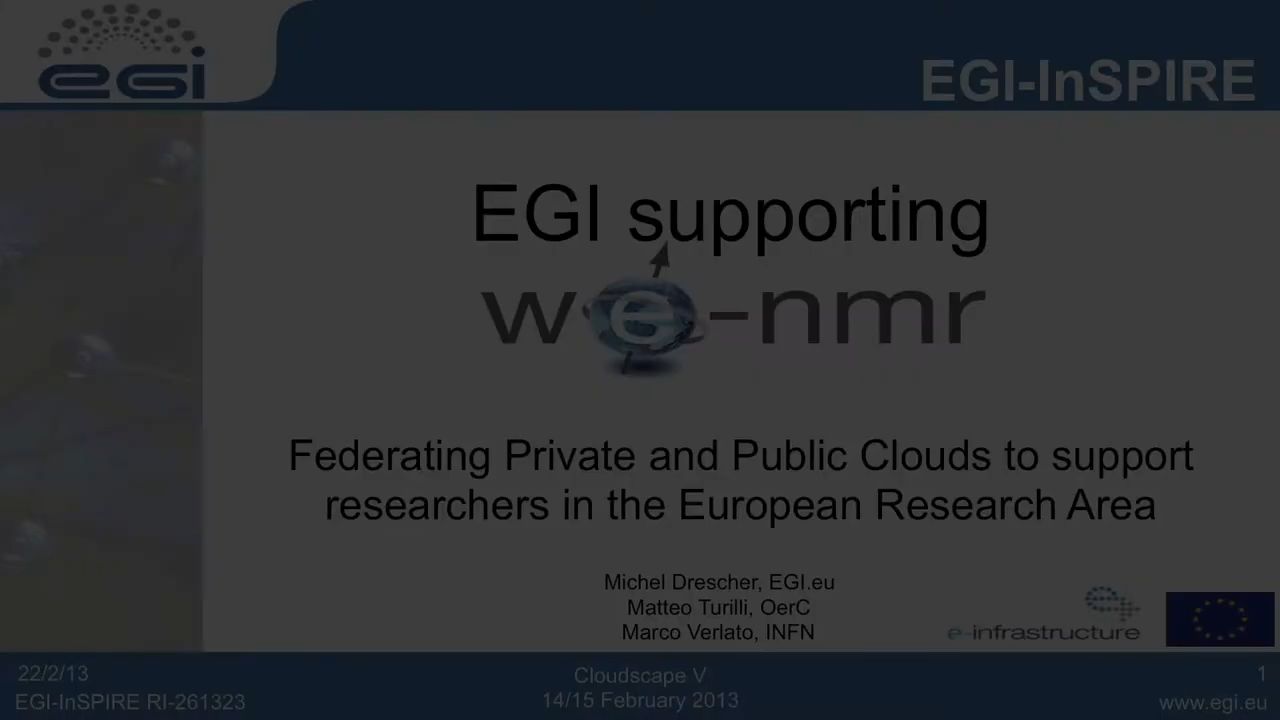 egi
EGI-InSPIRE
EGI supporting
we-nmr
Federating Private and Public Clouds to support
researchers in the European Research Area
Michel Drescher, EGI.eu
Matteo Turilli, OerC
Marco Verlato, INFN
e-infrastructure
22/2/13
EGI-InSPIRE RI-261323
Cloudscape V
14/15 February 2013
1
www.egi.eu